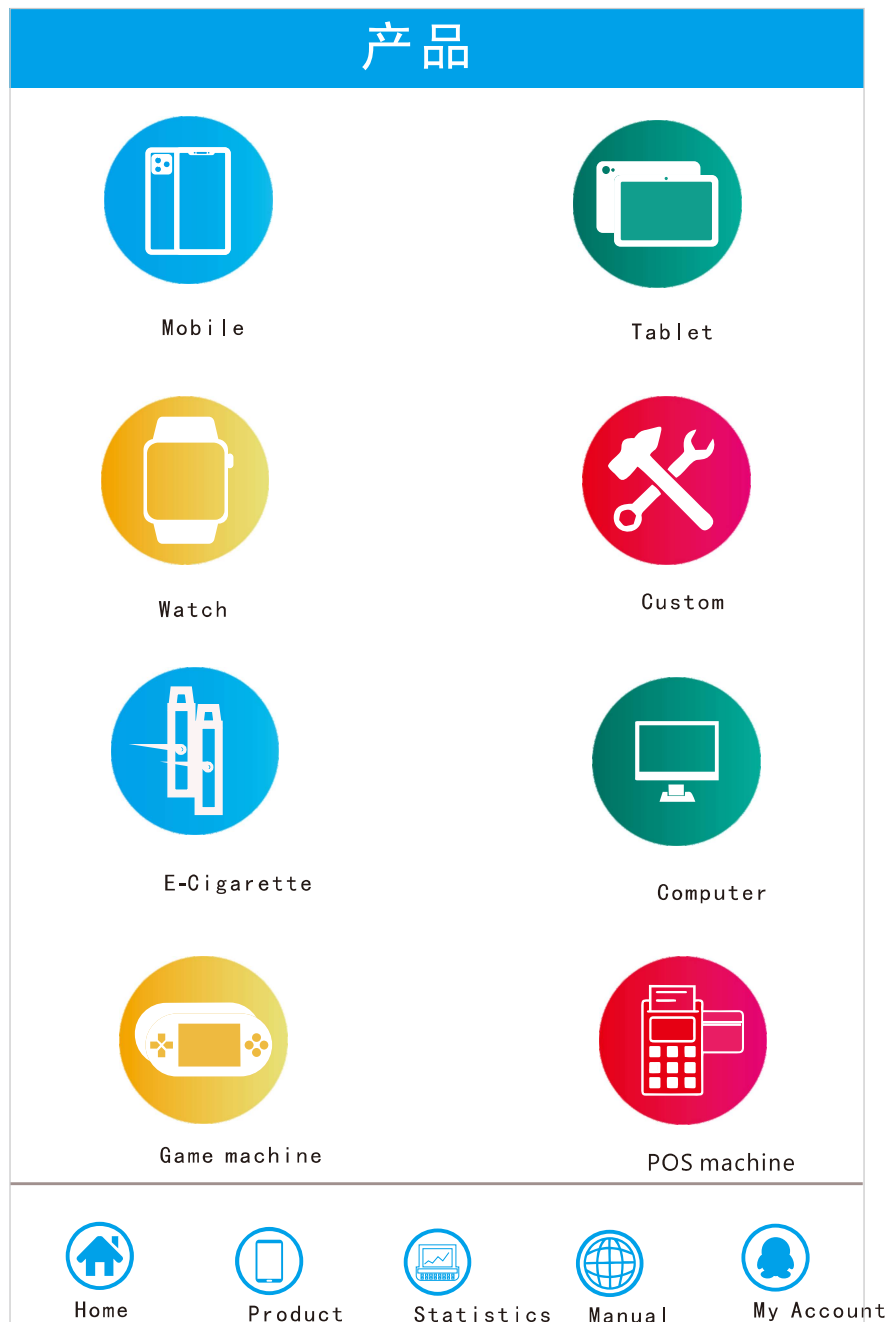 产品
Mobile
Tablet
Watch
Custom
E-Cigarette
Computer
Game machine
POS machine
Home
Product
Statistics
Manual
My Account